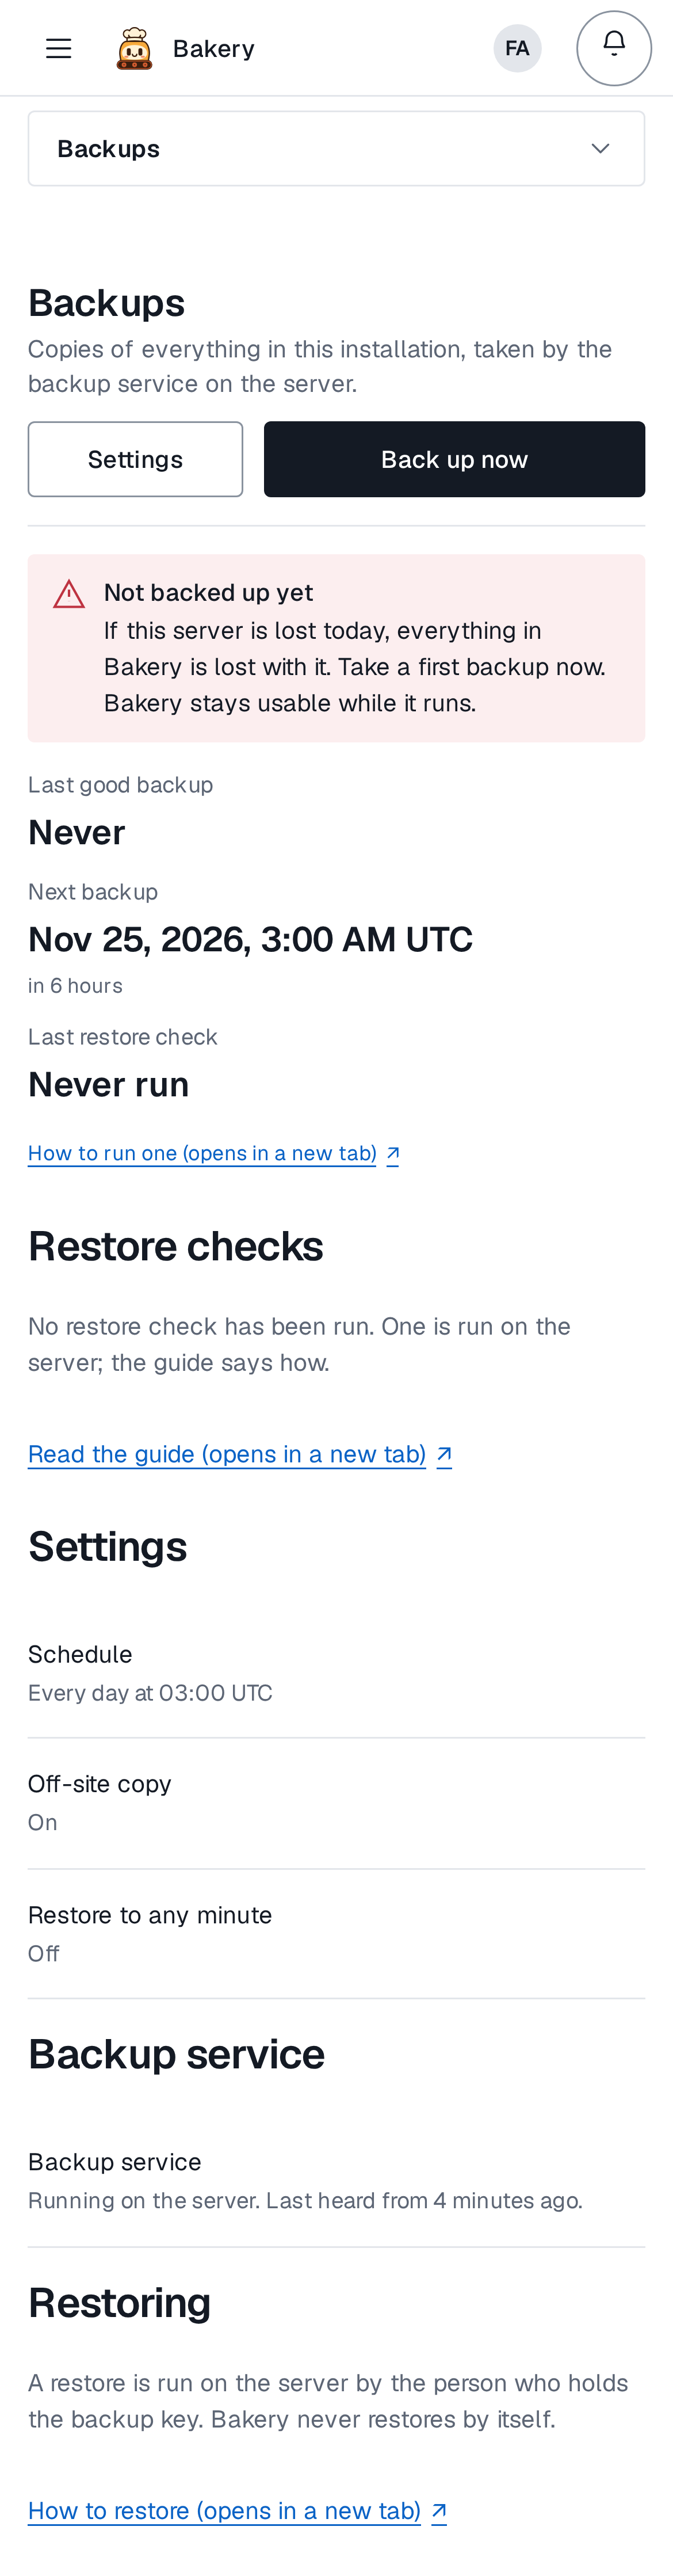 Bakery
FA
Backups
Backups
Copies of everything in this installation, taken by the
backup service on the server.
Settings
Back up now
Not backed up yet
If this server is lost today, everything in
Bakery is lost with it. Take a first backup now.
Bakery stays usable while it runs.
Last good backup
Never
Next backup
Nov 25, 2026, 3:00 AM UTC
in 6 hours
Last restore check
Never run
How to run one (opens in a new tab)
Restore checks
No restore check has been run. One is run on the
server; the guide says how.
Read the guide (opens in a new tab)
Settings
Schedule
Every day at 03:00 UTC
Off-site copy
On
Restore to any minute
Off
Backup service
Backup service
Running on the server. Last heard from 4 minutes ago.
Restoring
A restore is run on the server by the person who holds
the backup key. Bakery never restores by itself.
How to restore (opens in a new tab)